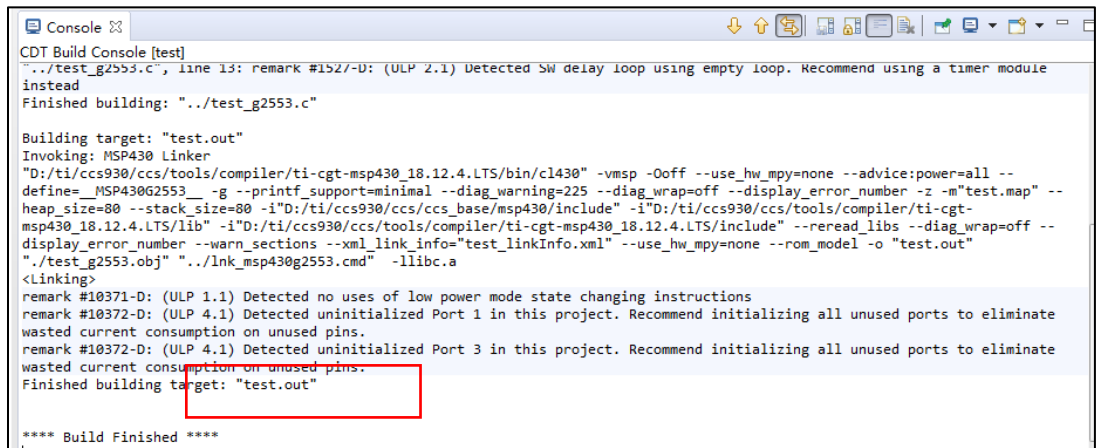 Console
CDT Build Console [test]
"../test_g2553.c", line 13: remark #1527-D: (ULP 2.1) Detected SW delay loop using empty loop. Recommend using a timer module
instead
Finished building: "../test_g2553.c"
Building target: "test.out"
Invoking: MSP430 Linker
"D:/ti/ccs930/ccs/tools/compiler/ti-cgt-msp430_18.12.4.LTS/bin/cl430" -vmsp -Ooff --use_hw_mpy=none --advice:power=all --
define=__MSP430G2553__ -g --printf_support=minimal --diag_warning=225 --diag_wrap=off --display_error_number -z -m"test.map" --
heap_size=80 --stack_size=80 -i"D:/ti/ccs930/ccs/ccs_base/msp430/include" -i"D:/ti/ccs930/ccs/tools/compiler/ti-cgt-
msp430_18.12.4.LTS/lib" -i"D:/ti/ccs930/ccs/tools/compiler/ti-cgt-msp430_18.12.4.LTS/include" --reread_libs --diag_wrap=off --
display_error_number --warn_sections --xml_link_info="test_linkInfo.xml" --use_hw_mpy=none --rom_model -o "test.out"
"./test_g2553.obj" "../lnk_msp430g2553.cmd"  -llibc.a
<Linking>
remark #10371-D: (ULP 1.1) Detected no uses of low power mode state changing instructions
remark #10372-D: (ULP 4.1) Detected uninitialized Port 1 in this project. Recommend initializing all unused ports to eliminate
wasted current consumption on unused pins.
remark #10372-D: (ULP 4.1) Detected uninitialized Port 3 in this project. Recommend initializing all unused ports to eliminate
wasted current consumption on unused pins.
Finished building target: "test.out"
**** Build Finished ****